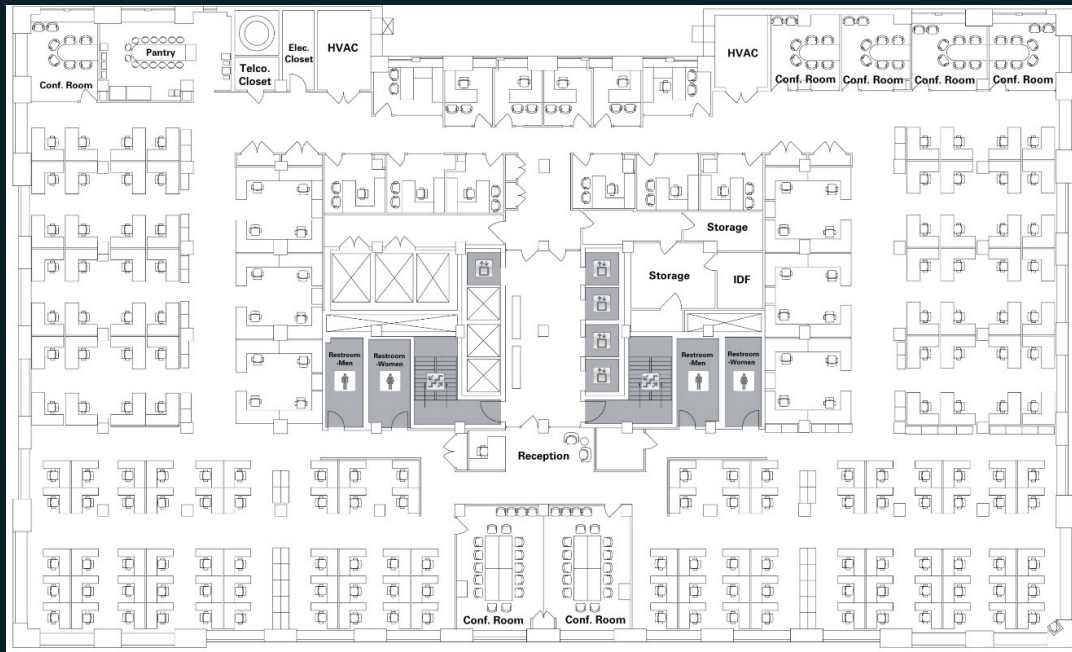 Conf. Room
Pantry
Telco.
Closet
Elec.
Closet
HVAC
HVAC
Conf. Room
Conf. Room
Conf. Room
Conf. Room
Storage
Storage
IDF
Restroom
-Men
Restroom
-Women
Restroom
-Men
Restroom
-Woman
Reception
Conf. Room
Conf. Room